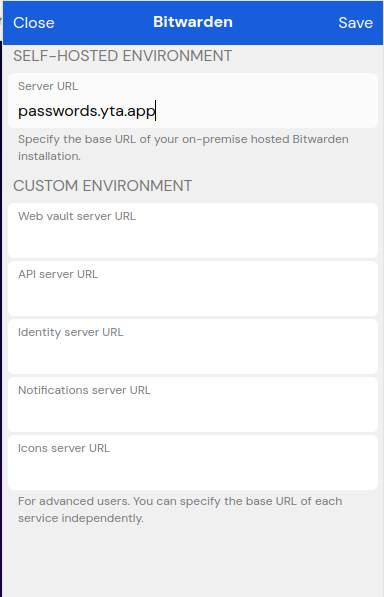 Close Bitwarden Save
SELF-HOSTED ENVIRONMENT
Server URL
passwords.yta.app
Specify the base URL of your on-premise hosted Bitwarden
installation.
CUSTOM ENVIRONMENT
Web vault server URL
API server URL
Identity server URL
Notifications server URL
Icons server URL
For advanced users. You can specify the base URL of each
service independently.